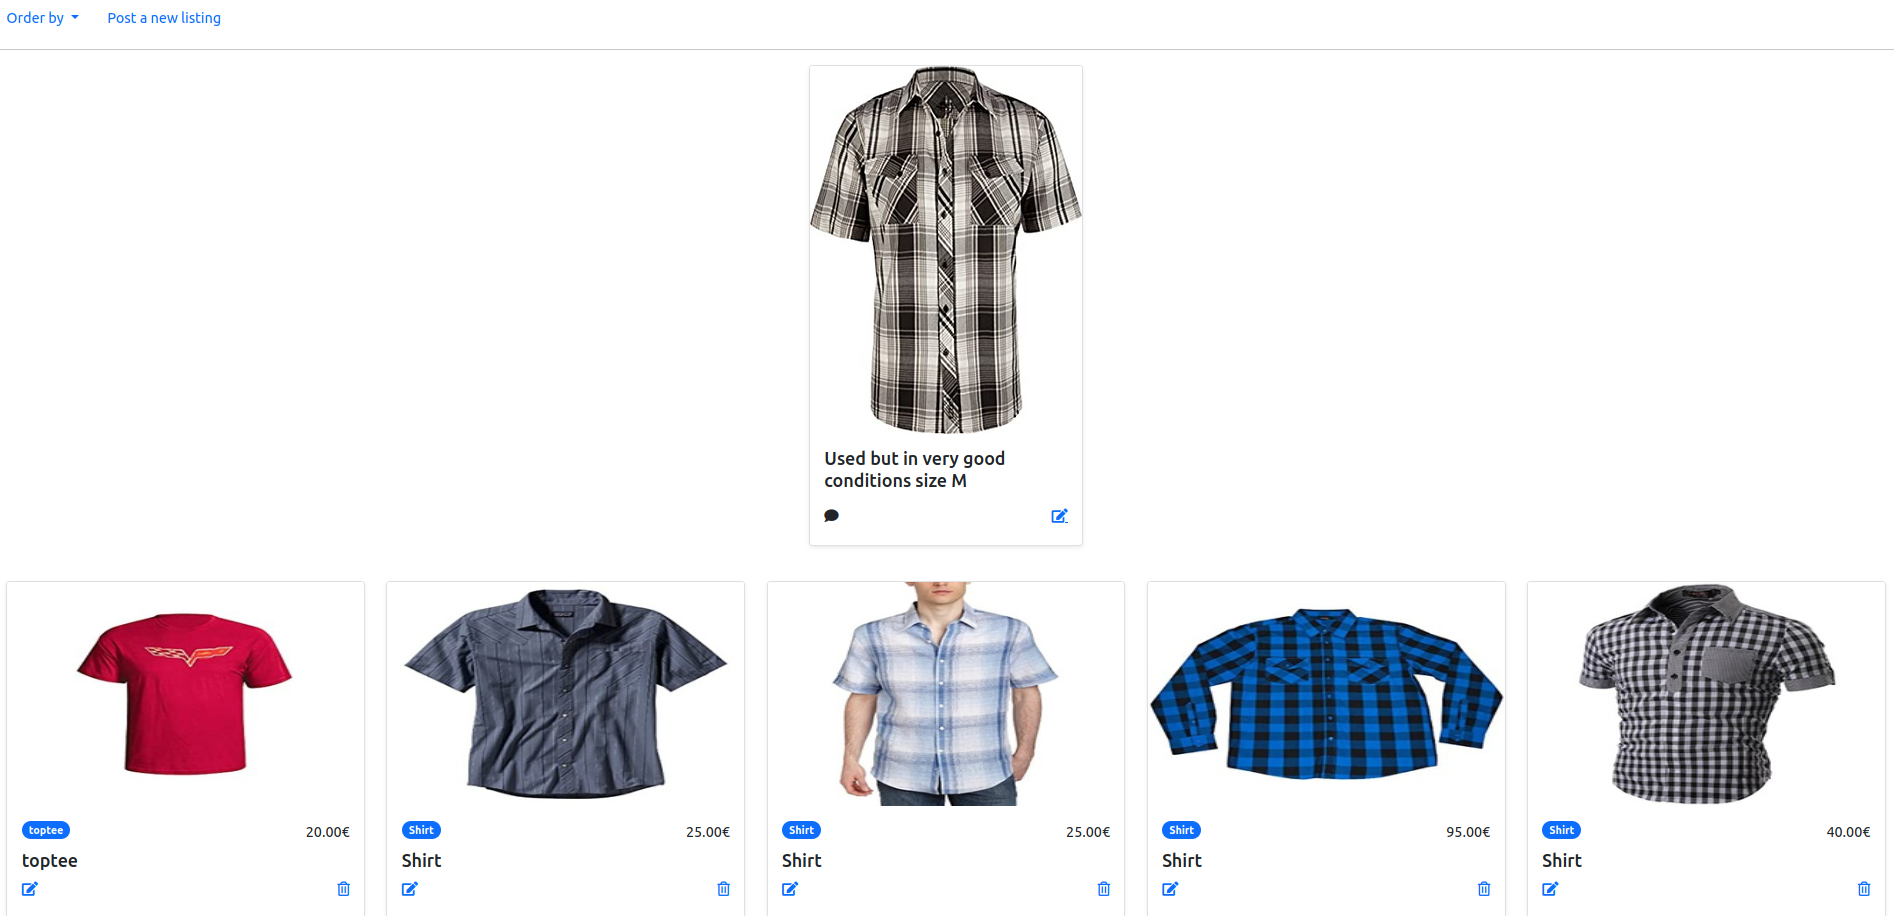 Order by
Post a new listing
Used but in very good
conditions size M
toptee
20.00€
toptee
Shirt
25.00€
Shirt
Shirt
25.00€
Shirt
Shirt
95.00€
Shirt
Shirt
40.00€
Shirt